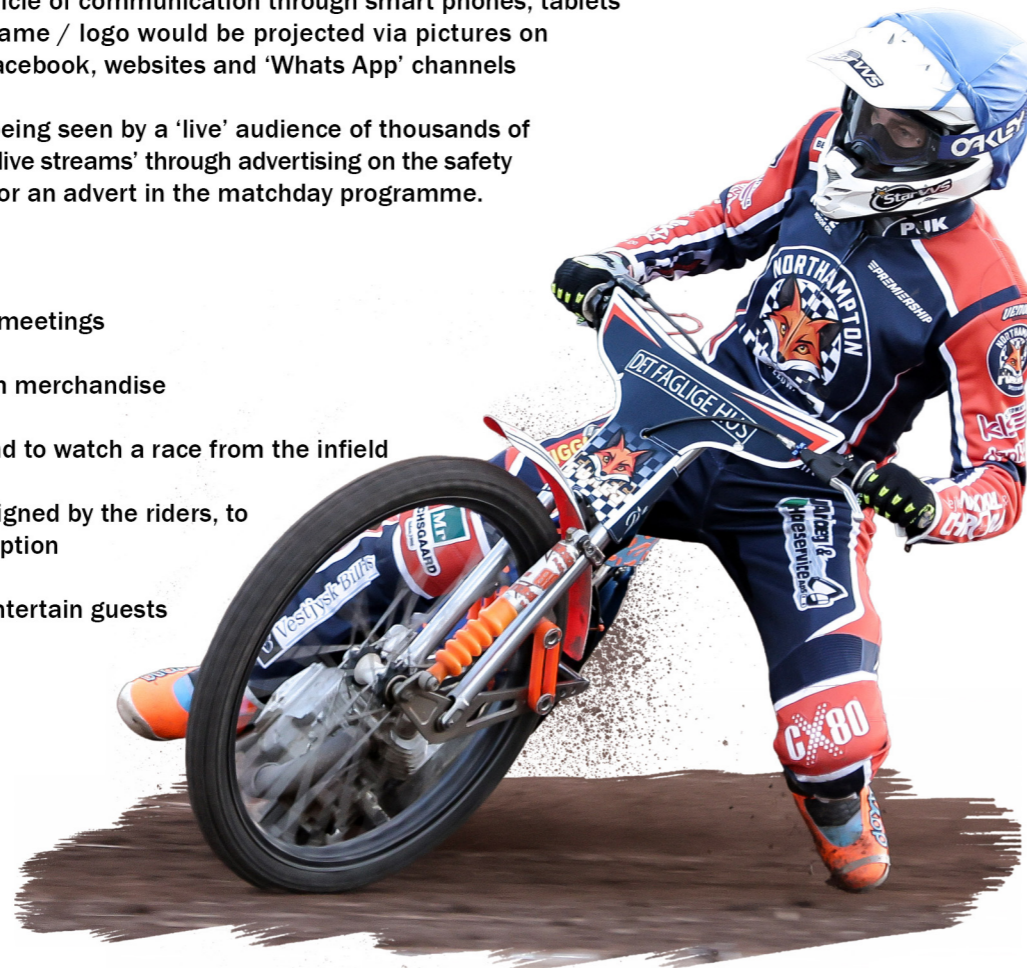 icle of communication through smart phones, tablets
ame / logo would be projected via pictures on
acebook, websites and ‘Whats App’ channels
eing seen by a ‘live’ audience of thousands of
live streams’ through advertising on the safety
or an advert in the matchday programme.
meetings
n merchandise
nd to watch a race from the infield
igned by the riders, to
ption
ntertain guests
OAKLEY
Starvvs
NORTHAMPTON
PREMIERSHIP
DET FAGLIGE HUS
Mr
Vestjysk Bilhus
CX80